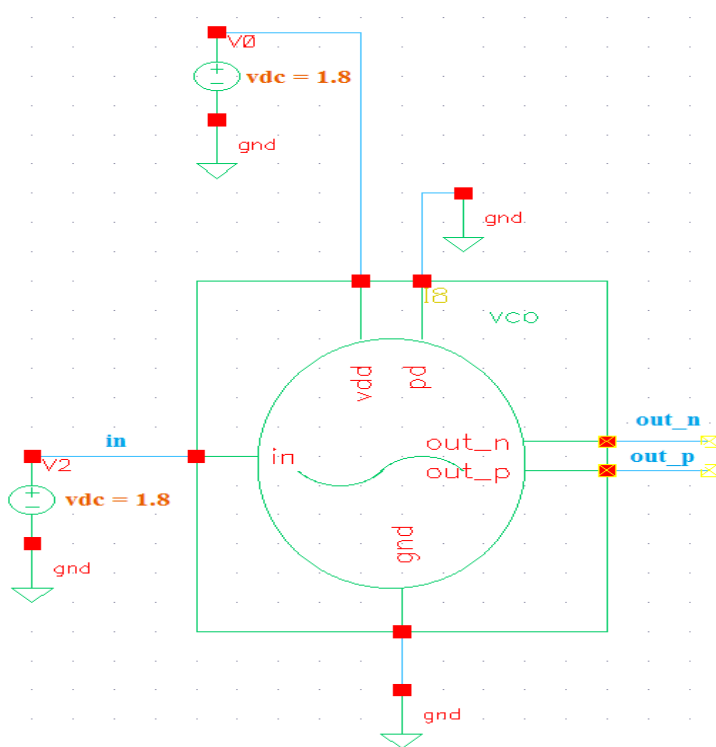 V0
vdc = 1.8
gnd
gnd
I8
vco
vdd
pd
out_n
in
out_n
out_p
in
out_p
V2
vdc = 1.8
gnd
gnd
gnd